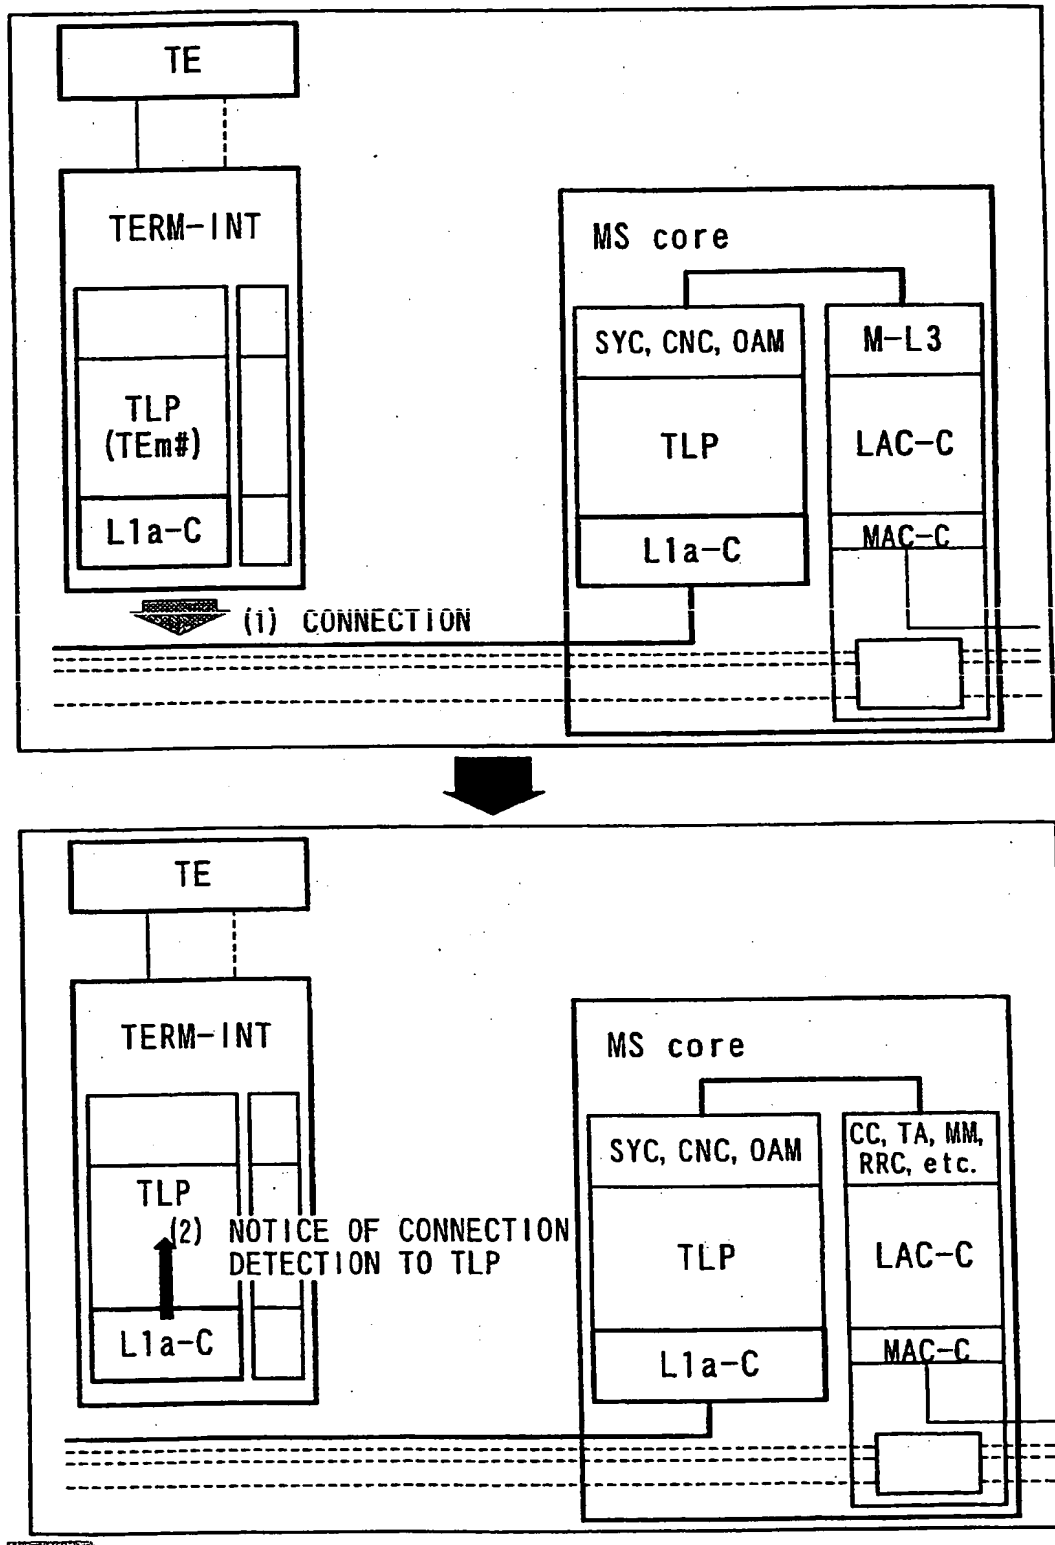 TE
TERM-INT
TLP
(TEm#)
L1a-C
(1) CONNECTION
MS core
SYC, CNC, OAM
TLP
L1a-C
M-L3
LAC-C
MAC-C
TE
TERM-INT
TLP
(2) NOTICE OF CONNECTION
DETECTION TO TLP
L1a-C
MS core
SYC, CNC, OAM
TLP
L1a-C
CC, TA, MM,
RRC, etc.
LAC-C
MAC-C